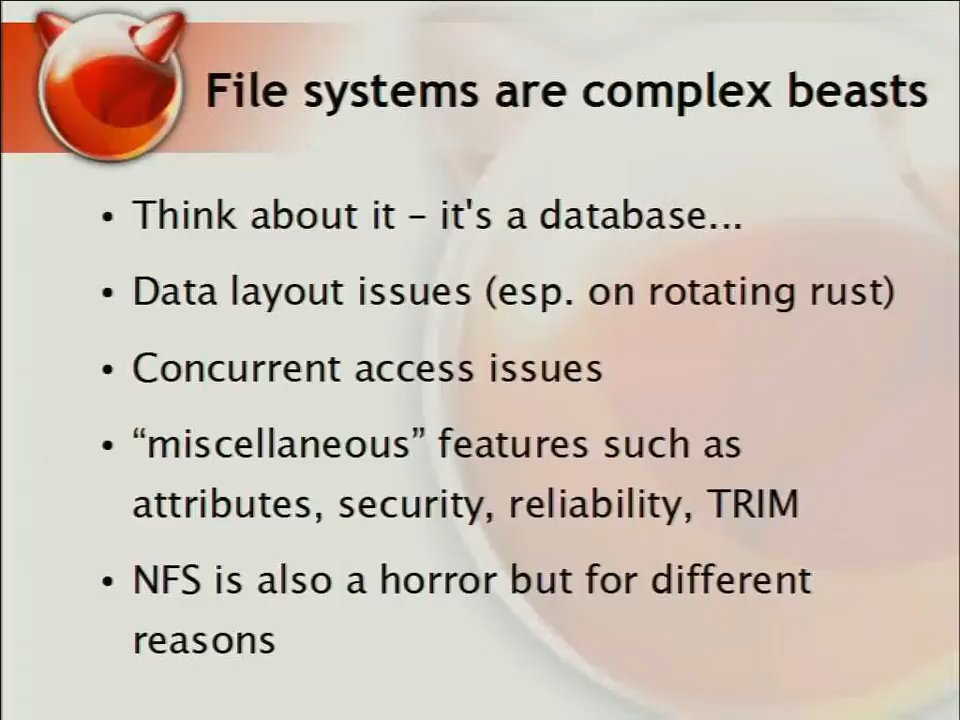 File systems are complex beasts
• Think about it – it's a database...
• Data layout issues (esp. on rotating rust)
• Concurrent access issues
• “miscellaneous” features such as
attributes, security, reliability, TRIM
• NFS is also a horror but for different
reasons